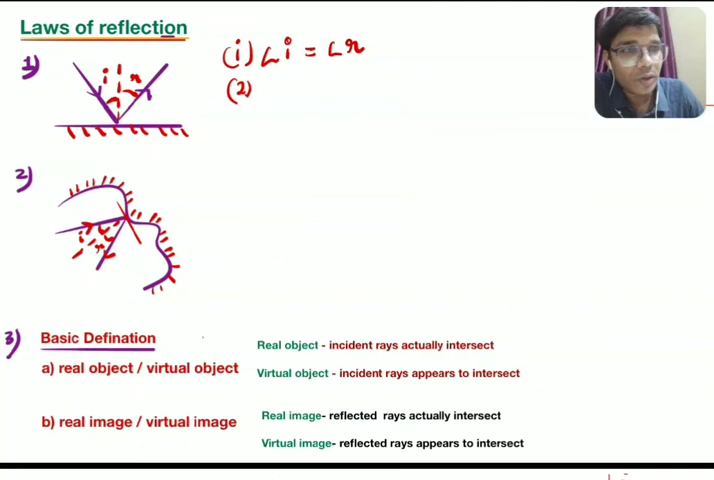 Laws of reflection
1)
i r
(i) ∠i = ∠r
(2)
2)
i r
3)
Basic Defination
a) real object / virtual object
Real object - incident rays actually intersect
Virtual object - incident rays appears to intersect
b) real image / virtual image
Real image- reflected rays actually intersect
Virtual image- reflected rays appears to intersect